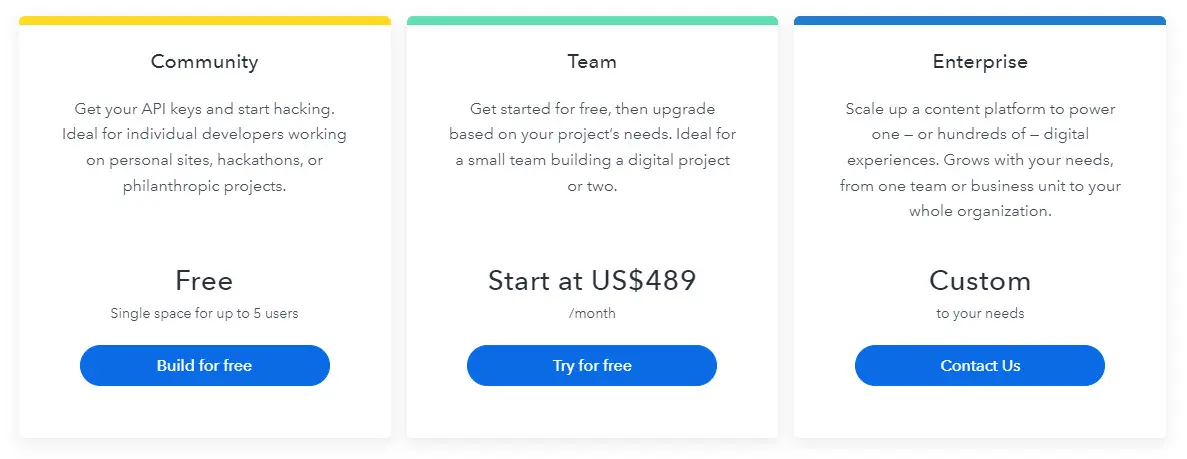 Community
Get your API keys and start hacking.
Ideal for individual developers working
on personal sites, hackathons, or
philanthropic projects.
Free
Single space for up to 5 users
Build for free
Team
Get started for free, then upgrade
based on your project’s needs. Ideal for
a small team building a digital project
or two.
Start at US$489
/month
Try for free
Enterprise
Scale up a content platform to power
one – or hundreds of – digital
experiences. Grows with your needs,
from one team or business unit to your
whole organization.
Custom
to your needs
Contact Us